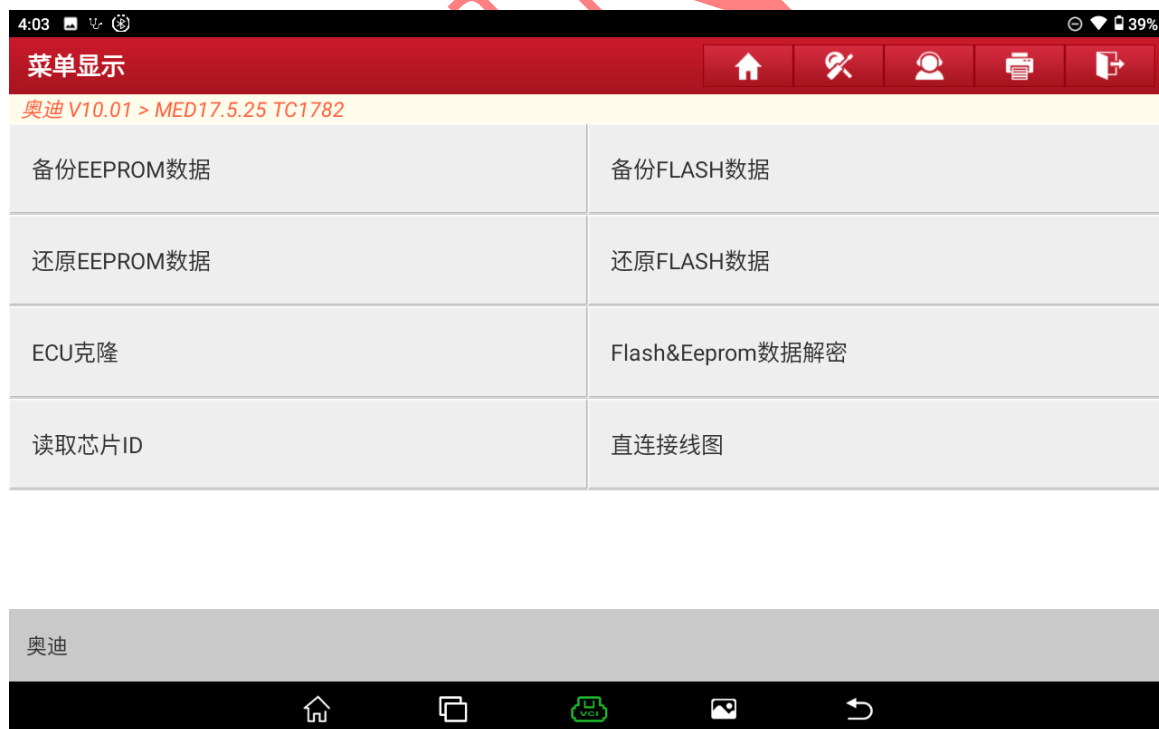 4:03
39%
菜单显示
奥迪 V10.01 > MED17.5.25 TC1782
备份EEPROM数据
备份FLASH数据
还原EEPROM数据
还原FLASH数据
ECU克隆
Flash&Eeprom数据解密
读取芯片ID
直连接线图
奥迪
VCI